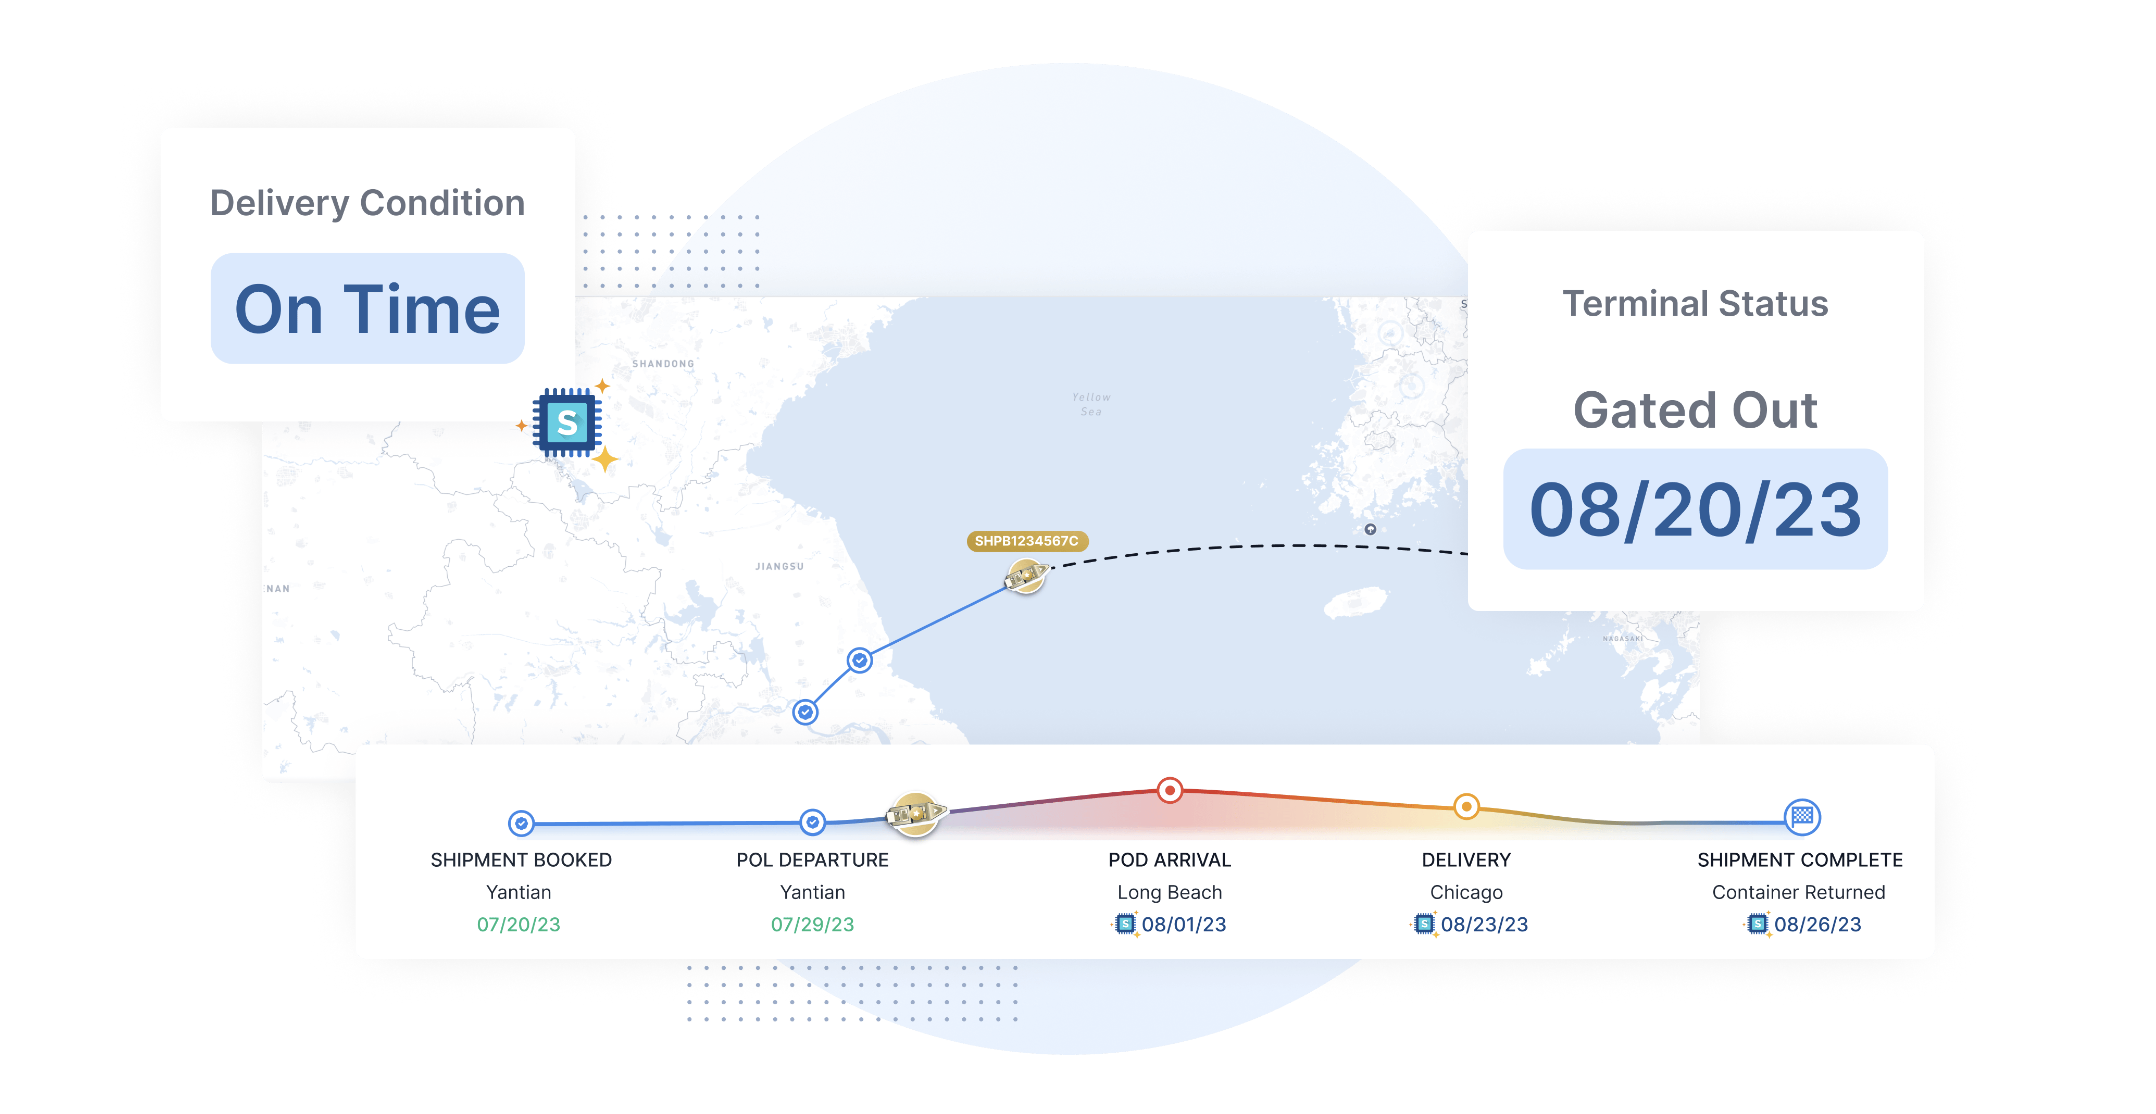 Delivery Condition
On Time
S
Terminal Status
Gated Out
08/20/23
SHANDONG
Yellow
Sea
SHPB1234567C
JIANGSU
NAN
NAGASAKI
SHIPMENT BOOKED
Yantian
07/20/23
POL DEPARTURE
Yantian
07/29/23
POD ARRIVAL
Long Beach
S 08/01/23
DELIVERY
Chicago
S 08/23/23
SHIPMENT COMPLETE
Container Returned
S 08/26/23